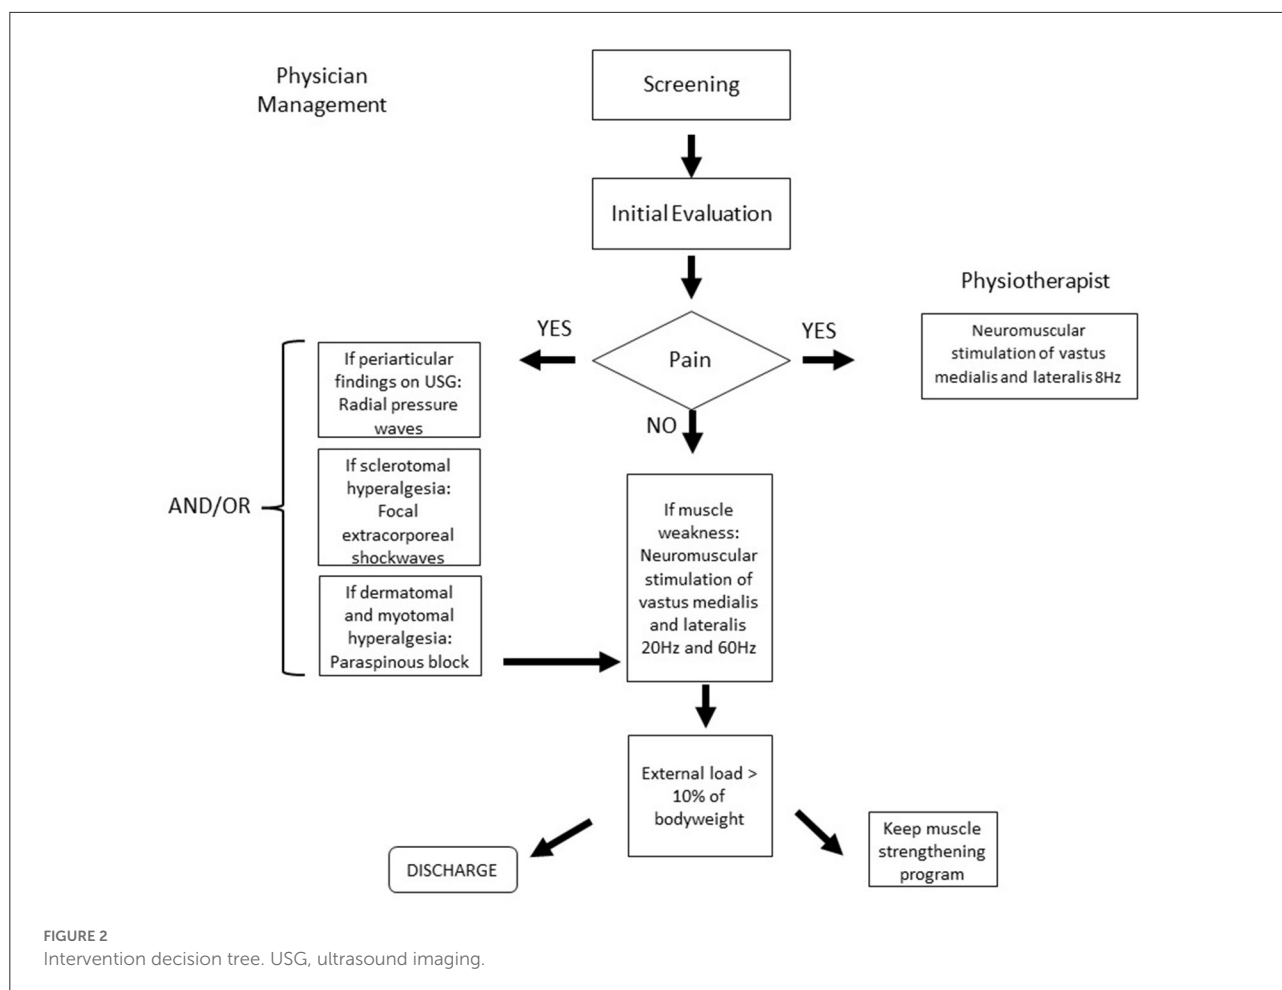 Physician
Management
Screening
Initial Evaluation
Physiotherapist
YES
YES
Pain
Neuromuscular
stimulation of vastus
medialis and lateralis 8Hz
If periarticular
findings on USG:
Radial pressure
waves
NO
AND/OR
If sclerotomal
hyperalgesia:
Focal
extracorporeal
shockwaves
If muscle
weakness:
Neuromuscular
stimulation of
vastus medialis
and lateralis
20Hz and 60Hz
If dermatomal
and myotomal
hyperalgesia:
Paraspinous block
External load >
10% of
bodyweight
DISCHARGE
Keep muscle
strengthening
program
FIGURE 2
Intervention decision tree. USG, ultrasound imaging.